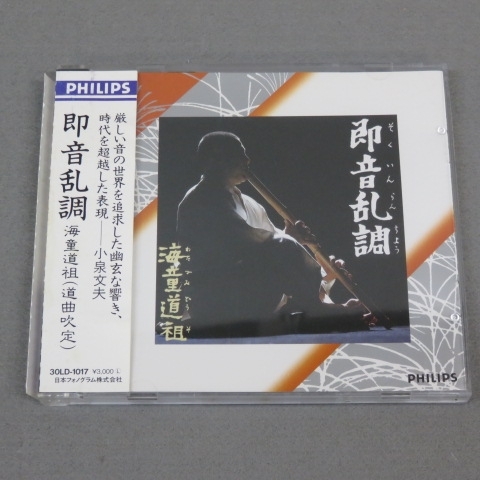 PHILIPS
即音乱調
海童道祖(道曲吹定)
厳しい音の世界を追求した幽玄な響き、
時代を超越した表現――小泉文夫
30LD-1017 ¥3,000
日本フォノグラム株式会社
即音乱調
そくいんらんちょう
海童道祖
わたづみどうそ
PHILIPS